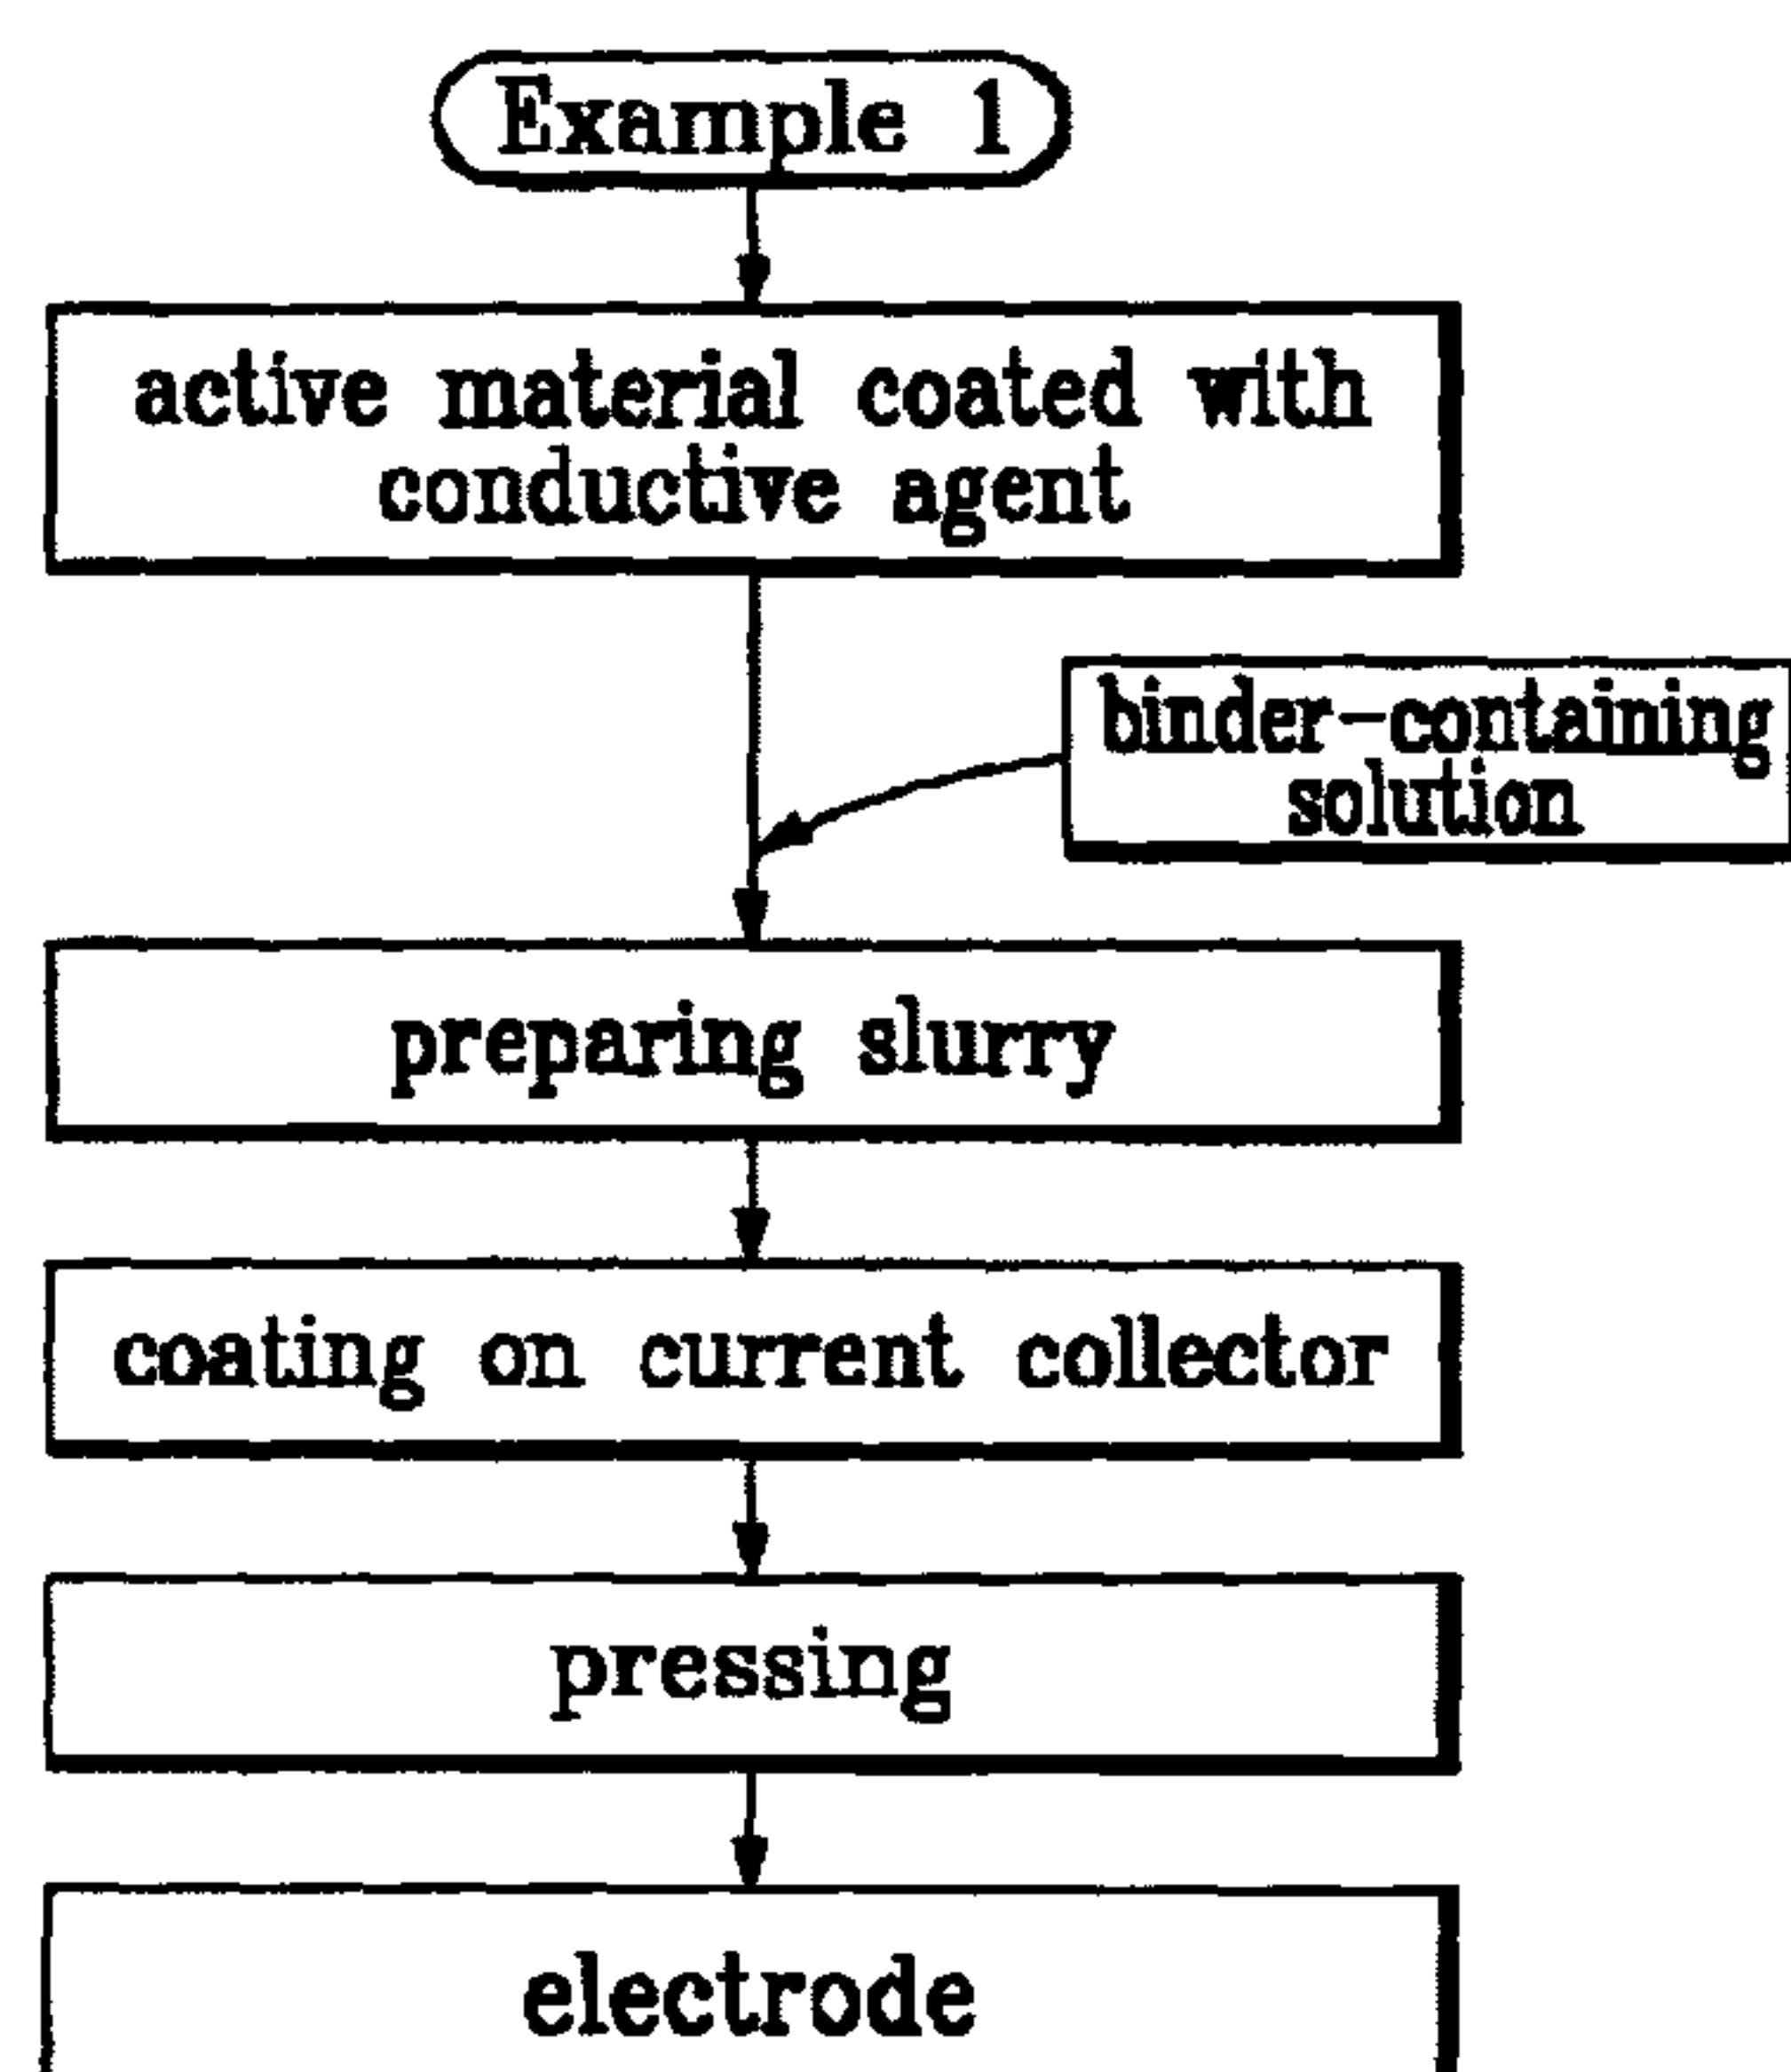 Example 1
active material coated with
conductive agent
binder-containing
solution
preparing slurry
coating on current collector
pressing
electrode